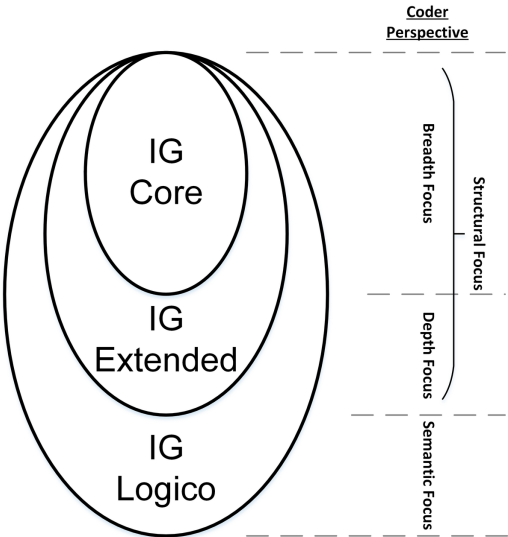 Coder
Perspective
IG
Core
IG
Extended
IG
Logico
Breadth Focus
Depth Focus
Structural Focus
Semantic Focus